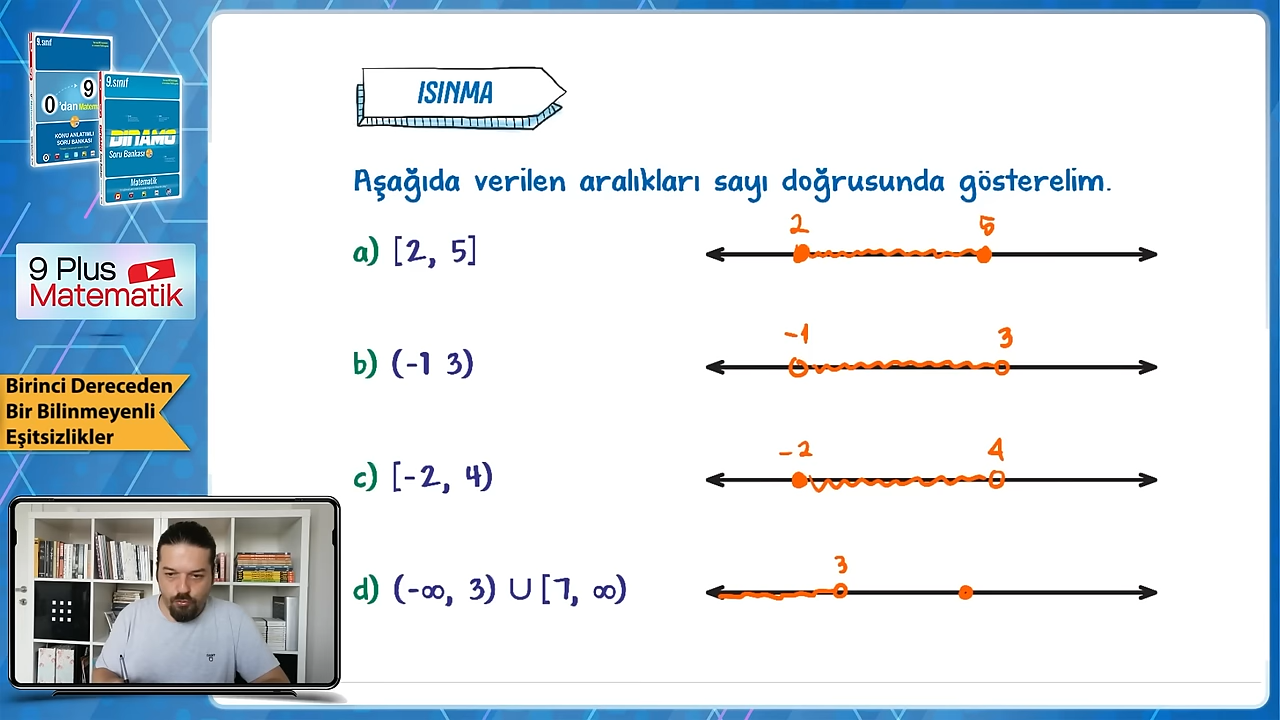 9.sınıf
0'dan 9 Matem
KONU ANLATIMLI
SORU BANKASI
9.sınıf
DİNAMO
Soru Bankası
Matematik
9 Plus
Matematik
Birinci Dereceden
Bir Bilinmeyenli
Eşitsizlikler
ISINMA
Aşağıda verilen aralıkları sayı doğrusunda gösterelim.
a) [2, 5]
2 5
b) (-1 3)
-1 3
c) [-2, 4)
-2 4
d) (-∞, 3) ∪ [7, ∞)
3